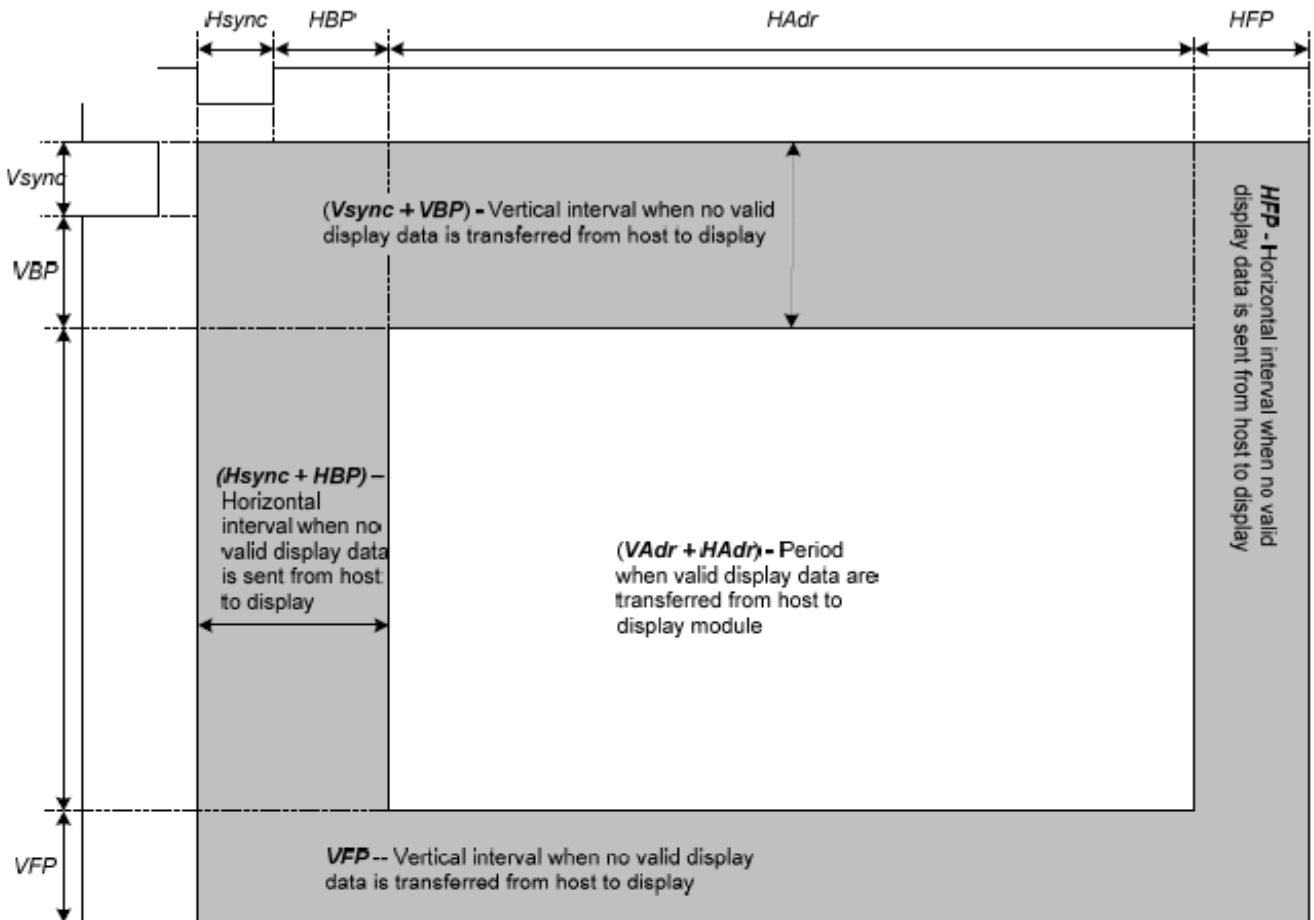 Hsync HBP HAdr HFP
Vsync
(Vsync + VBP) - Vertical interval when no valid
display data is transferred from host to display
VBP
HFP - Horizontal interval when no valid
display data is sent from host to display
(Hsync + HBP) –
Horizontal
interval when no
valid display data
is sent from host
to display
(VAdr + HAdr) - Period
when valid display data are
transferred from host to
display module
VFP
VFP -- Vertical interval when no valid display
data is transferred from host to display